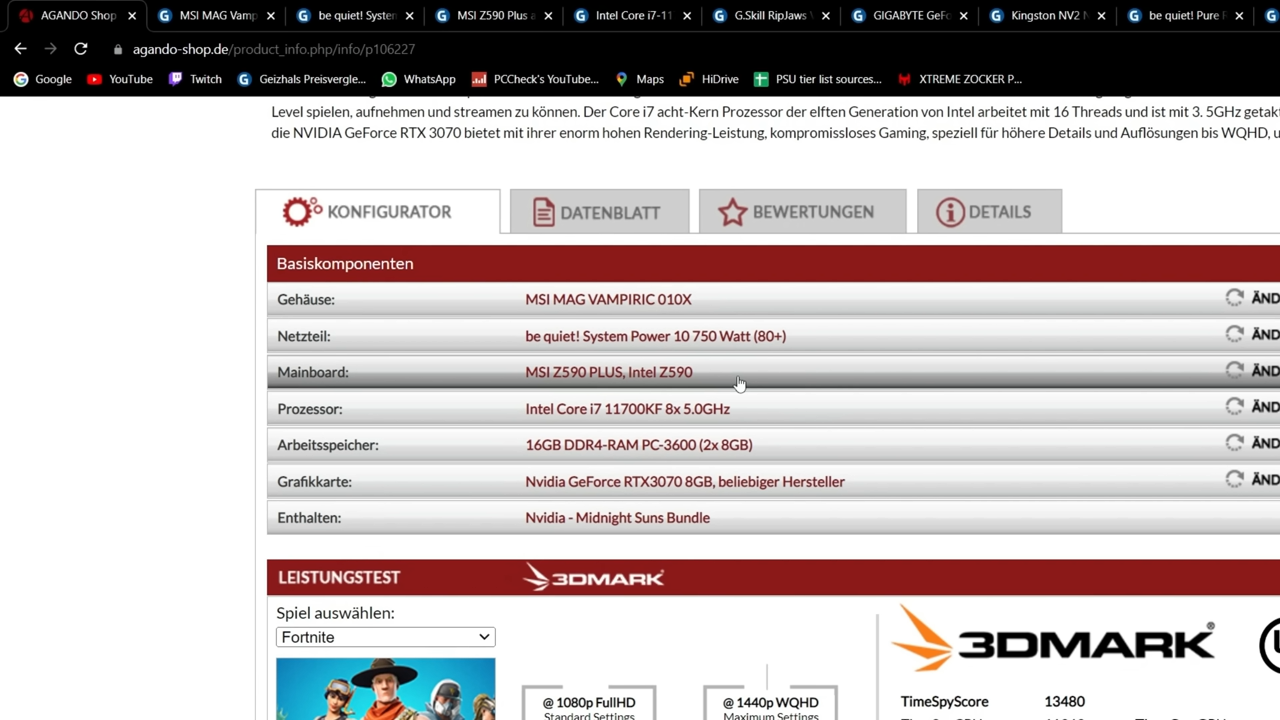 AGANDO Shop
MSI MAG Vamp
be quiet! System
MSI Z590 Plus a
Intel Core i7-11
G.Skill RipJaws V
GIGABYTE GeFo
Kingston NV2 N
be quiet! Pure R
agando-shop.de/product_info.php/info/p106227
Google
YouTube
Twitch
Geizhals Preisvergle...
WhatsApp
PCCheck's YouTube...
Maps
HiDrive
PSU tier list sources...
XTREME ZOCKER P...
Level spielen, aufnehmen und streamen zu können. Der Core i7 acht-Kern Prozessor der elften Generation von Intel arbeitet mit 16 Threads und ist mit 3. 5GHz getakt
die NVIDIA GeForce RTX 3070 bietet mit ihrer enorm hohen Rendering-Leistung, kompromissloses Gaming, speziell für höhere Details und Auflösungen bis WQHD, u
KONFIGURATOR
DATENBLATT
BEWERTUNGEN
DETAILS
Basiskomponenten
Gehäuse: MSI MAG VAMPIRIC 010X ÄND
Netzteil: be quiet! System Power 10 750 Watt (80+) ÄND
Mainboard: MSI Z590 PLUS, Intel Z590 ÄND
Prozessor: Intel Core i7 11700KF 8x 5.0GHz ÄND
Arbeitsspeicher: 16GB DDR4-RAM PC-3600 (2x 8GB) ÄND
Grafikkarte: Nvidia GeForce RTX3070 8GB, beliebiger Hersteller ÄND
Enthalten: Nvidia - Midnight Suns Bundle
LEISTUNGSTEST 3DMARK
Spiel auswählen:
Fortnite
@ 1080p FullHD
Standard Settings
@ 1440p WQHD
Maximum Settings
3DMARK®
TimeSpyScore 13480